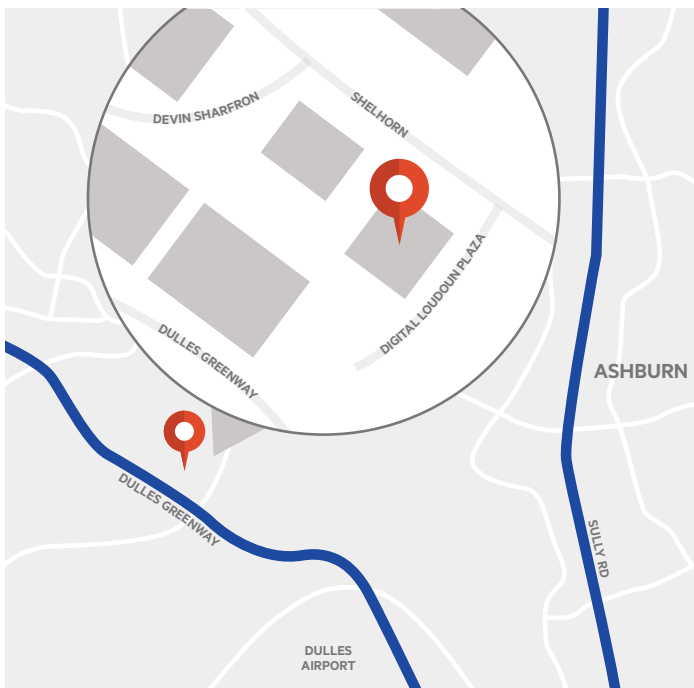 DEVIN SHARFRON
SHELHORN
DIGITAL LOUDOUN PLAZA
DULLES GREENWAY
ASHBURN
DULLES GREENWAY
SULLY RD
DULLES
AIRPORT